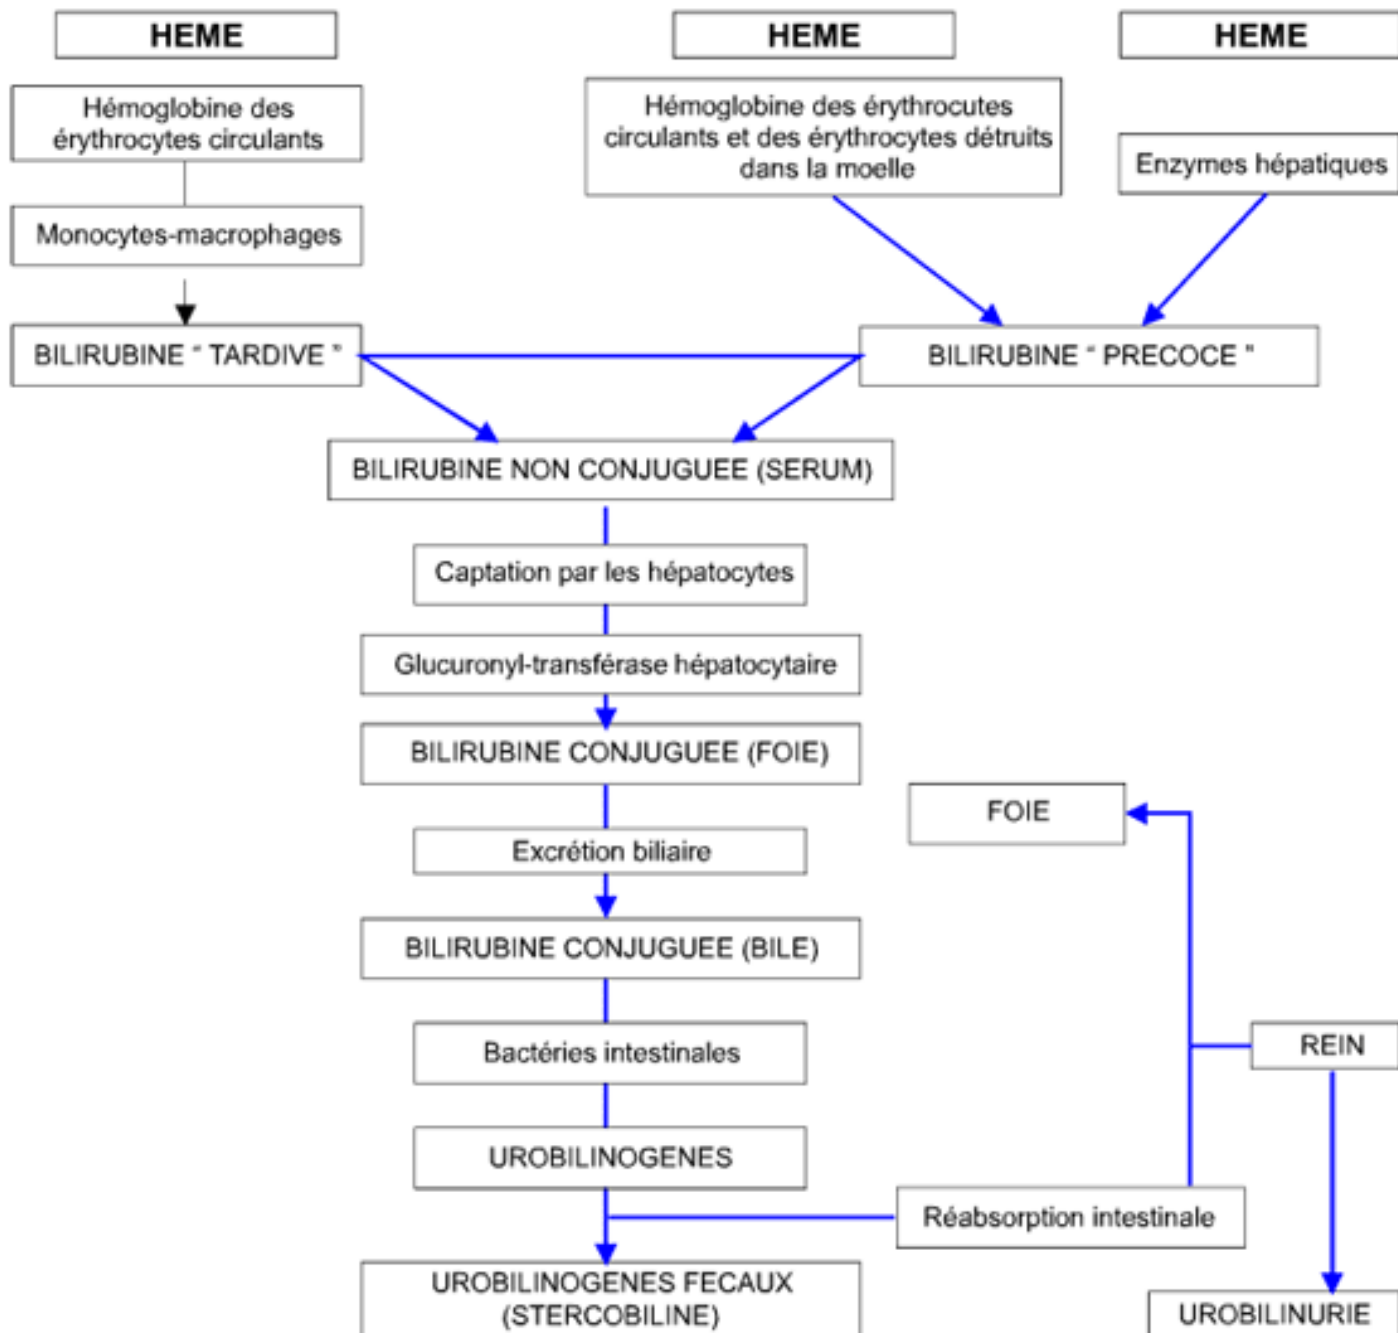 HEME
HEME
HEME
Hémoglobine des
érythrocytes circulants
Hémoglobine des érythrocutes
circulants et des érythrocytes détruits
dans la moelle
Enzymes hépatiques
Monocytes-macrophages
BILIRUBINE " TARDIVE "
BILIRUBINE " PRECOCE "
BILIRUBINE NON CONJUGUEE (SERUM)
Captation par les hépatocytes
Glucuronyl-transférase hépatocytaire
BILIRUBINE CONJUGUEE (FOIE)
FOIE
Excrétion biliaire
BILIRUBINE CONJUGUEE (BILE)
Bactéries intestinales
REIN
UROBILINOGENES
Réabsorption intestinale
UROBILINOGENES FECAUX
(STERCOBILINE)
UROBILINURIE